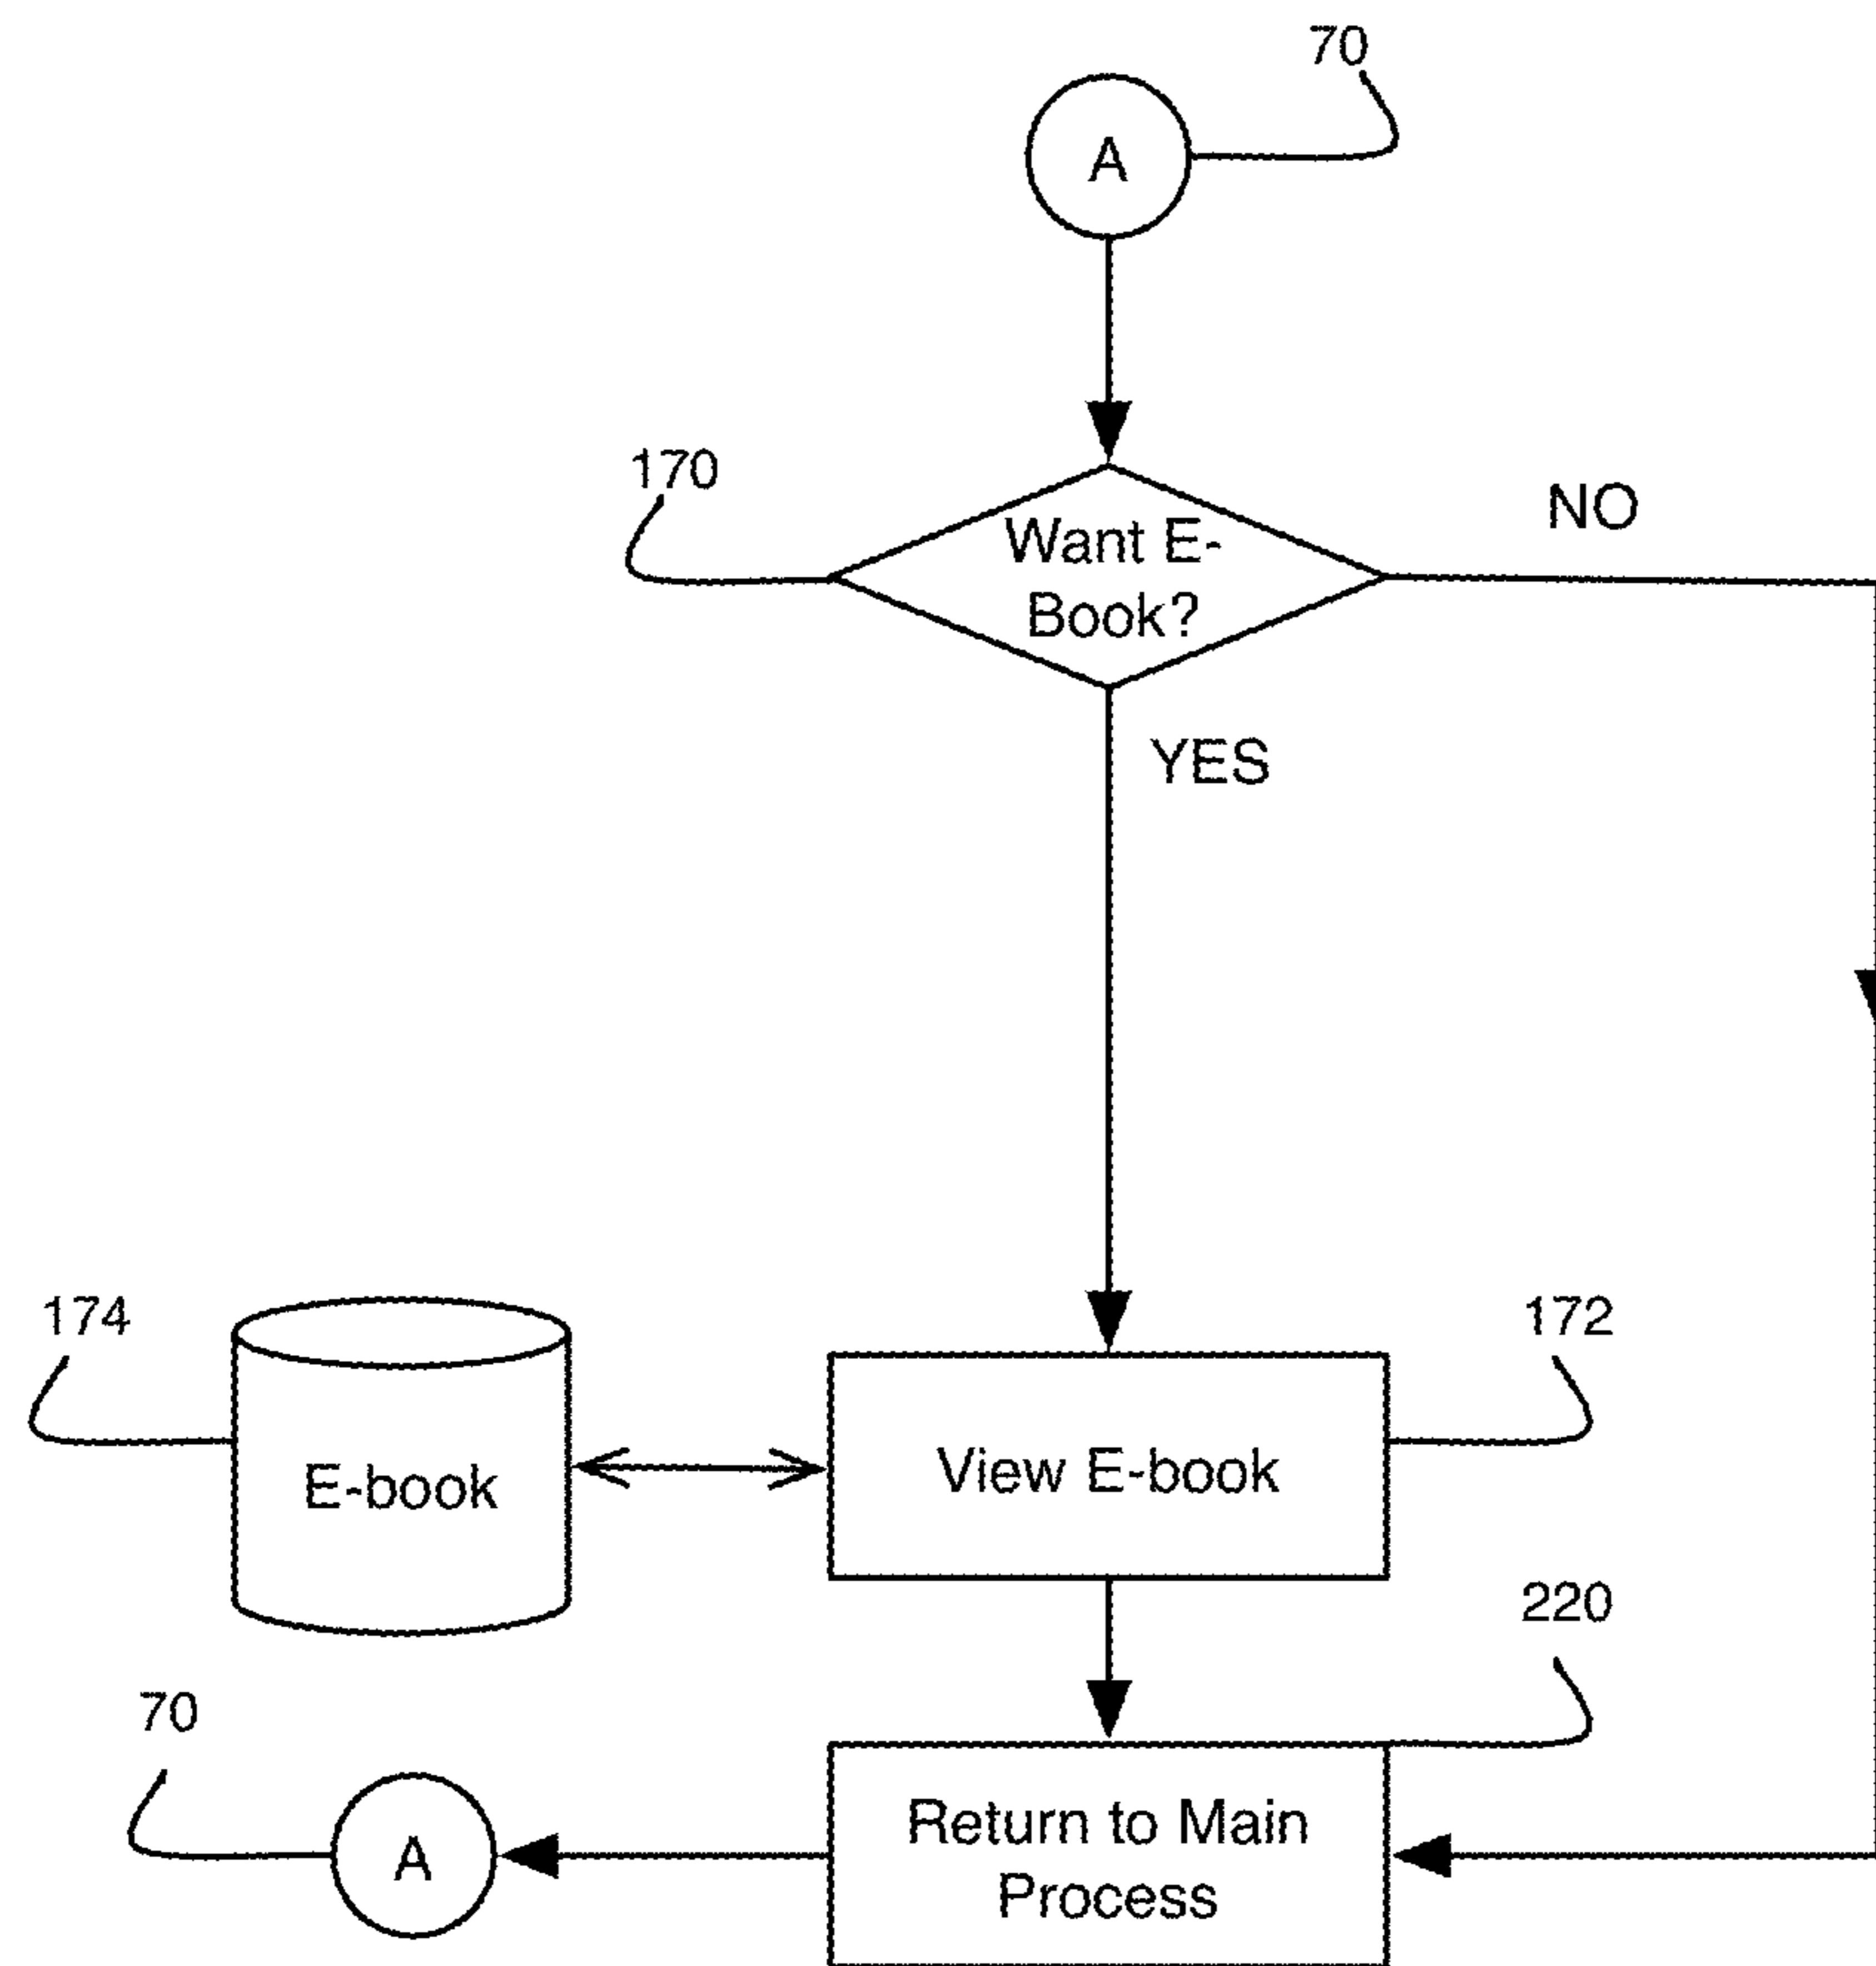 70
A
170
Want E-
Book?
NO
YES
174
172
E-book
View E-book
220
70
A
Return to Main
Process